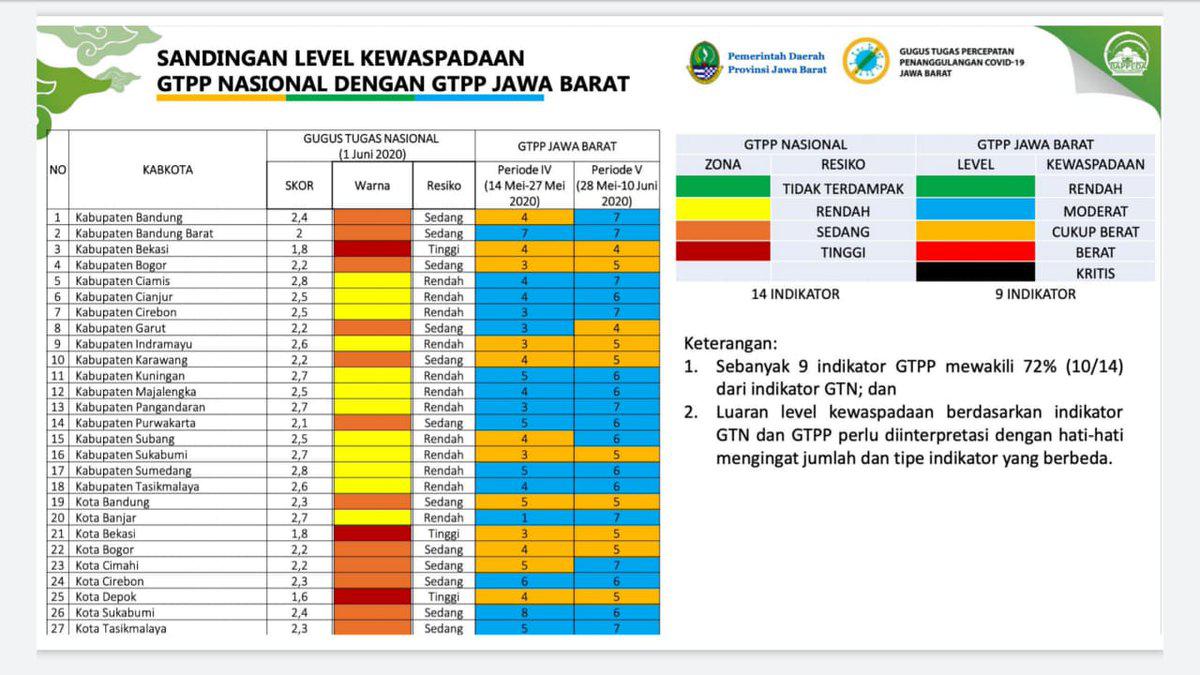 SANDINGAN LEVEL KEWASPADAAN
GTPP NASIONAL DENGAN GTPP JAWA BARAT
Pemerintah Daerah
Provinsi Jawa Barat
GUGUS TUGAS PERCEPATAN
PENANGGULANGAN COVID-19
JAWA BARAT
BAPPEDA
NO KABKOTA GUGUS TUGAS NASIONAL GTPP JAWA BARAT
(1 Juni 2020)
SKOR Warna Resiko Periode IV Periode V
(14 Mei-27 Mei (28 Mei-10 Juni
2020) 2020)
1 Kabupaten Bandung 2,4 Sedang 4 7
2 Kabupaten Bandung Barat 2 Sedang 7 7
3 Kabupaten Bekasi 1,8 Tinggi 4 4
4 Kabupaten Bogor 2,2 Sedang 3 5
5 Kabupaten Ciamis 2,8 Rendah 4 7
6 Kabupaten Cianjur 2,5 Rendah 4 6
7 Kabupaten Cirebon 2,5 Rendah 3 7
8 Kabupaten Garut 2,2 Sedang 3 4
9 Kabupaten Indramayu 2,6 Rendah 3 5
10 Kabupaten Karawang 2,2 Sedang 4 5
11 Kabupaten Kuningan 2,7 Rendah 5 6
12 Kabupaten Majalengka 2,5 Rendah 4 6
13 Kabupaten Pangandaran 2,7 Rendah 3 7
14 Kabupaten Purwakarta 2,1 Sedang 5 6
15 Kabupaten Subang 2,5 Rendah 4 6
16 Kabupaten Sukabumi 2,7 Rendah 3 5
17 Kabupaten Sumedang 2,8 Rendah 5 6
18 Kabupaten Tasikmalaya 2,6 Rendah 4 6
19 Kota Bandung 2,3 Sedang 5 5
20 Kota Banjar 2,7 Rendah 1 7
21 Kota Bekasi 1,8 Tinggi 3 5
22 Kota Bogor 2,2 Sedang 4 5
23 Kota Cimahi 2,2 Sedang 5 7
24 Kota Cirebon 2,3 Sedang 6 6
25 Kota Depok 1,6 Tinggi 4 5
26 Kota Sukabumi 2,4 Sedang 8 6
27 Kota Tasikmalaya 2,3 Sedang 5 7
GTPP NASIONAL GTPP JAWA BARAT
ZONA RESIKO LEVEL KEWASPADAAN
TIDAK TERDAMPAK RENDAH
RENDAH MODERAT
SEDANG CUKUP BERAT
TINGGI BERAT
KRITIS
14 INDIKATOR 9 INDIKATOR
Keterangan:
1. Sebanyak 9 indikator GTPP mewakili 72% (10/14)
dari indikator GTN; dan
2. Luaran level kewaspadaan berdasarkan indikator
GTN dan GTPP perlu diinterpretasi dengan hati-hati
mengingat jumlah dan tipe indikator yang berbeda.